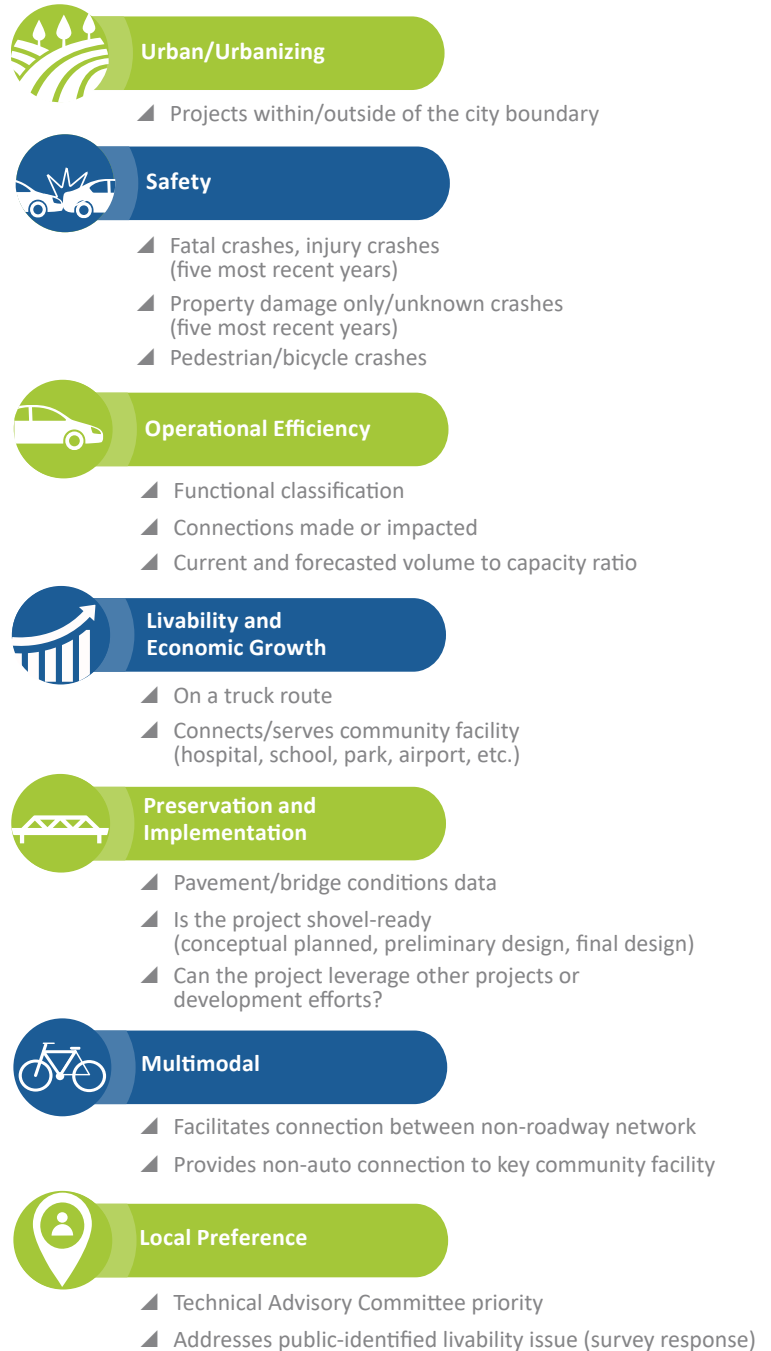 Urban/Urbanizing
Projects within/outside of the city boundary
Safety
Fatal crashes, injury crashes
(five most recent years)
Property damage only/unknown crashes
(five most recent years)
Pedestrian/bicycle crashes
Operational Efficiency
Functional classification
Connections made or impacted
Current and forecasted volume to capacity ratio
Livability and
Economic Growth
On a truck route
Connects/serves community facility
(hospital, school, park, airport, etc.)
Preservation and
Implementation
Pavement/bridge conditions data
Is the project shovel-ready
(conceptual planned, preliminary design, final design)
Can the project leverage other projects or
development efforts?
Multimodal
Facilitates connection between non-roadway network
Provides non-auto connection to key community facility
Local Preference
Technical Advisory Committee priority
Addresses public-identified livability issue (survey response)